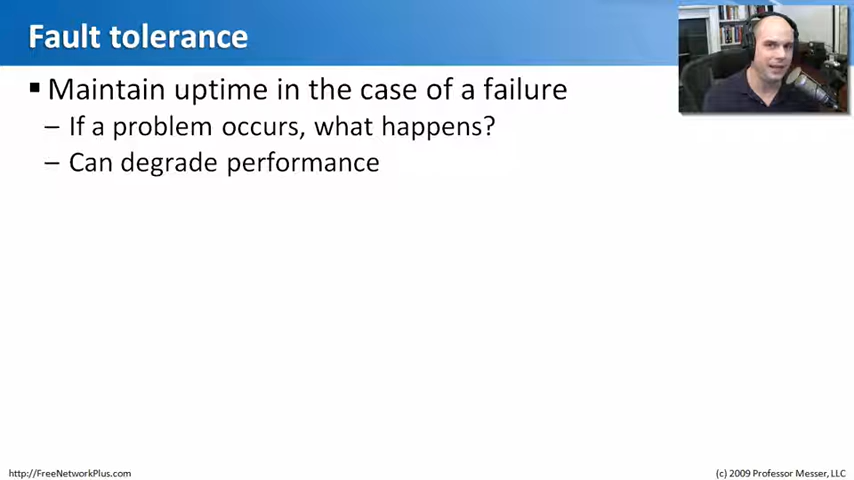 Fault tolerance
▪ Maintain uptime in the case of a failure
– If a problem occurs, what happens?
– Can degrade performance
http://FreeNetworkPlus.com
(c) 2009 Professor Messer, LLC